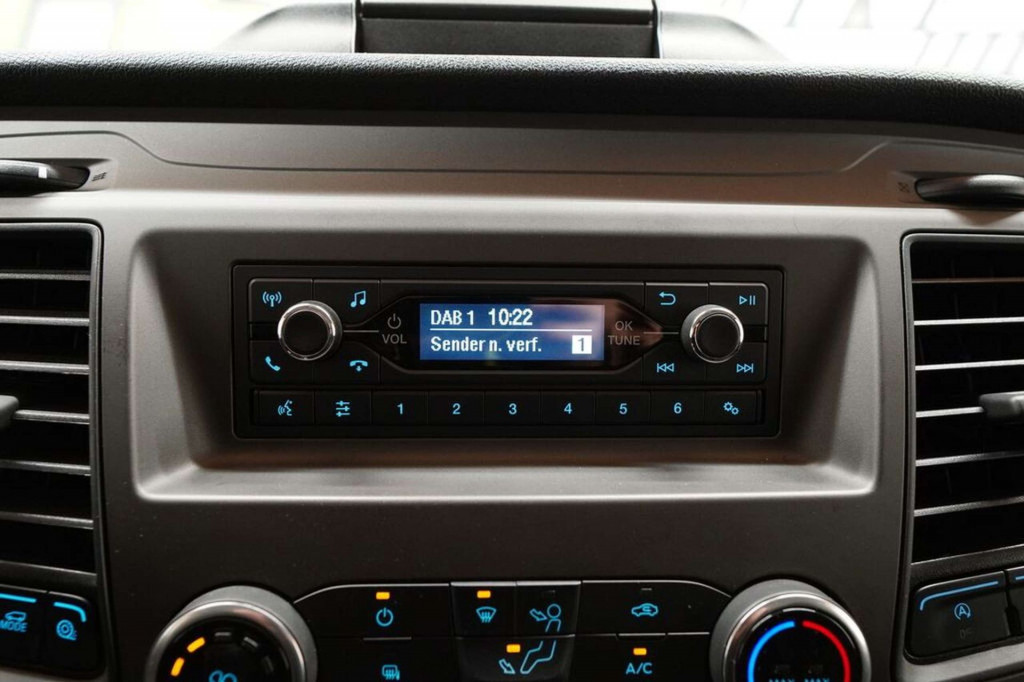 DAB 1 10:22
Sender n. verf. 1
VOL
OK
TUNE
1 2 3 4 5 6
MODE
A/C